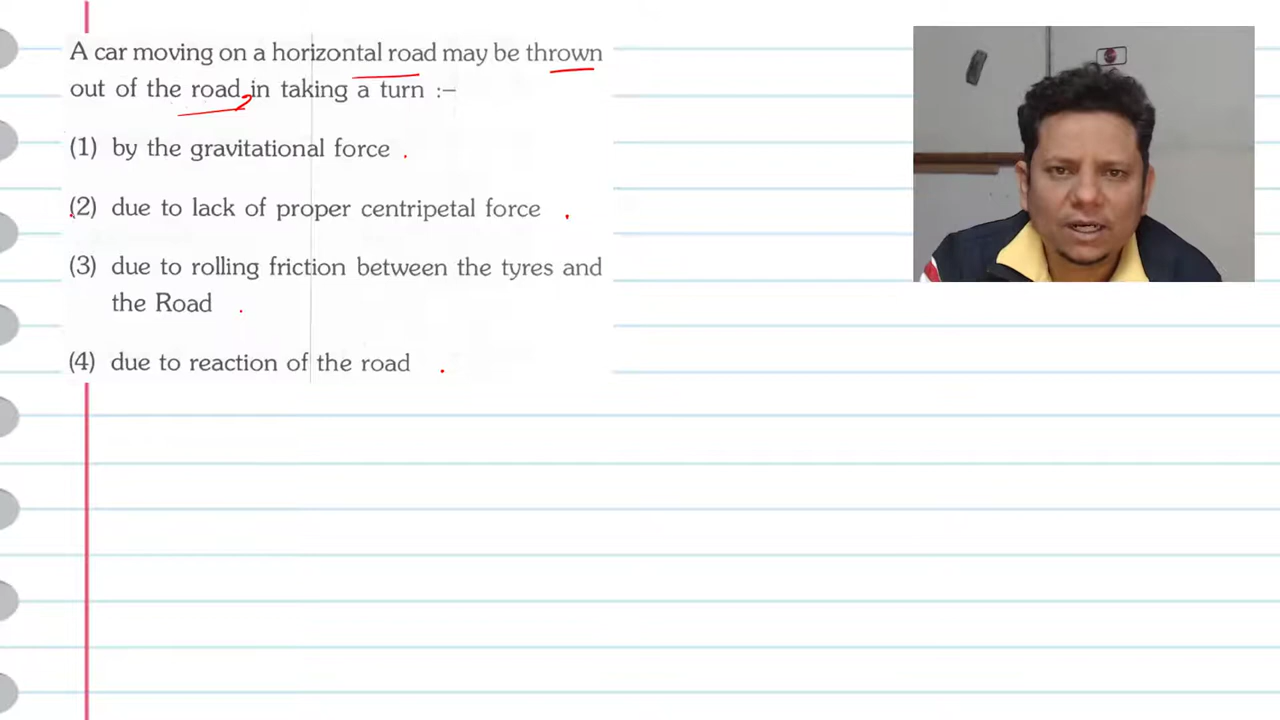 A car moving on a horizontal road may be thrown
out of the road in taking a turn :–
(1) by the gravitational force
(2) due to lack of proper centripetal force
(3) due to rolling friction between the tyres and
the Road
(4) due to reaction of the road